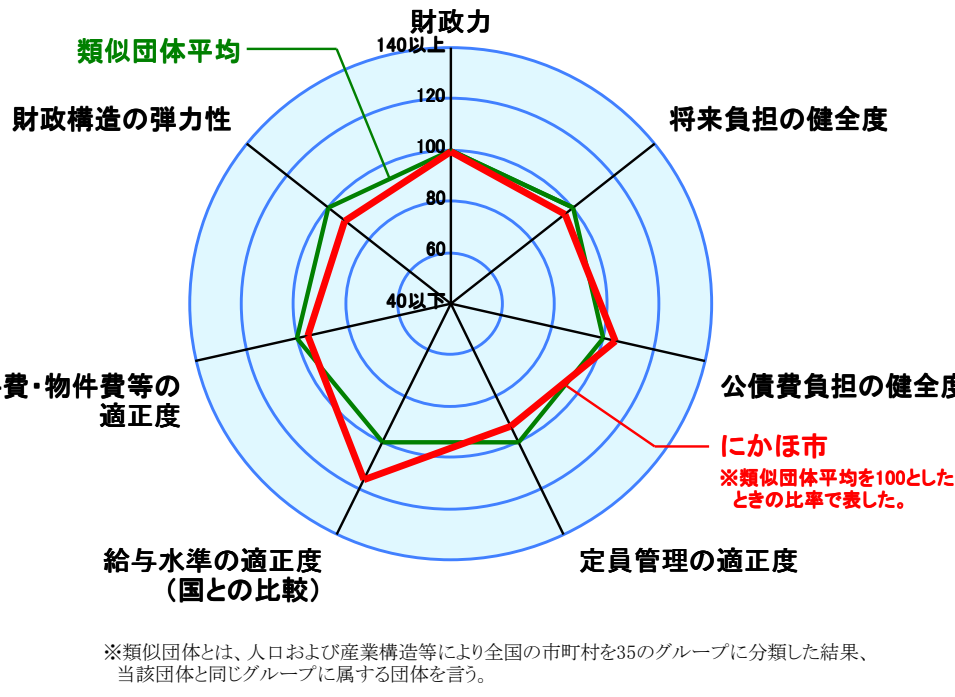 財政力
140以上
類似団体平均
120
財政構造の弾力性
将来負担の健全度
100
80
60
40以下
費・物件費等の
適正度
公債費負担の健全度
にかほ市
※類似団体平均を100とした
ときの比率で表した。
給与水準の適正度
（国との比較）
定員管理の適正度
※類似団体とは、人口および産業構造等により全国の市町村を35のグループに分類した結果、
当該団体と同じグループに属する団体を言う。